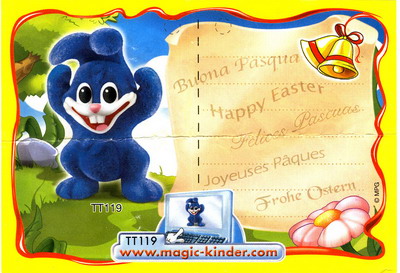 Buona Pasqua
Happy Easter
Felices Pascuas
Joyeuses Pâques
Frohe Ostern
TT119
© MPG
TT119
www.magic-kinder.com